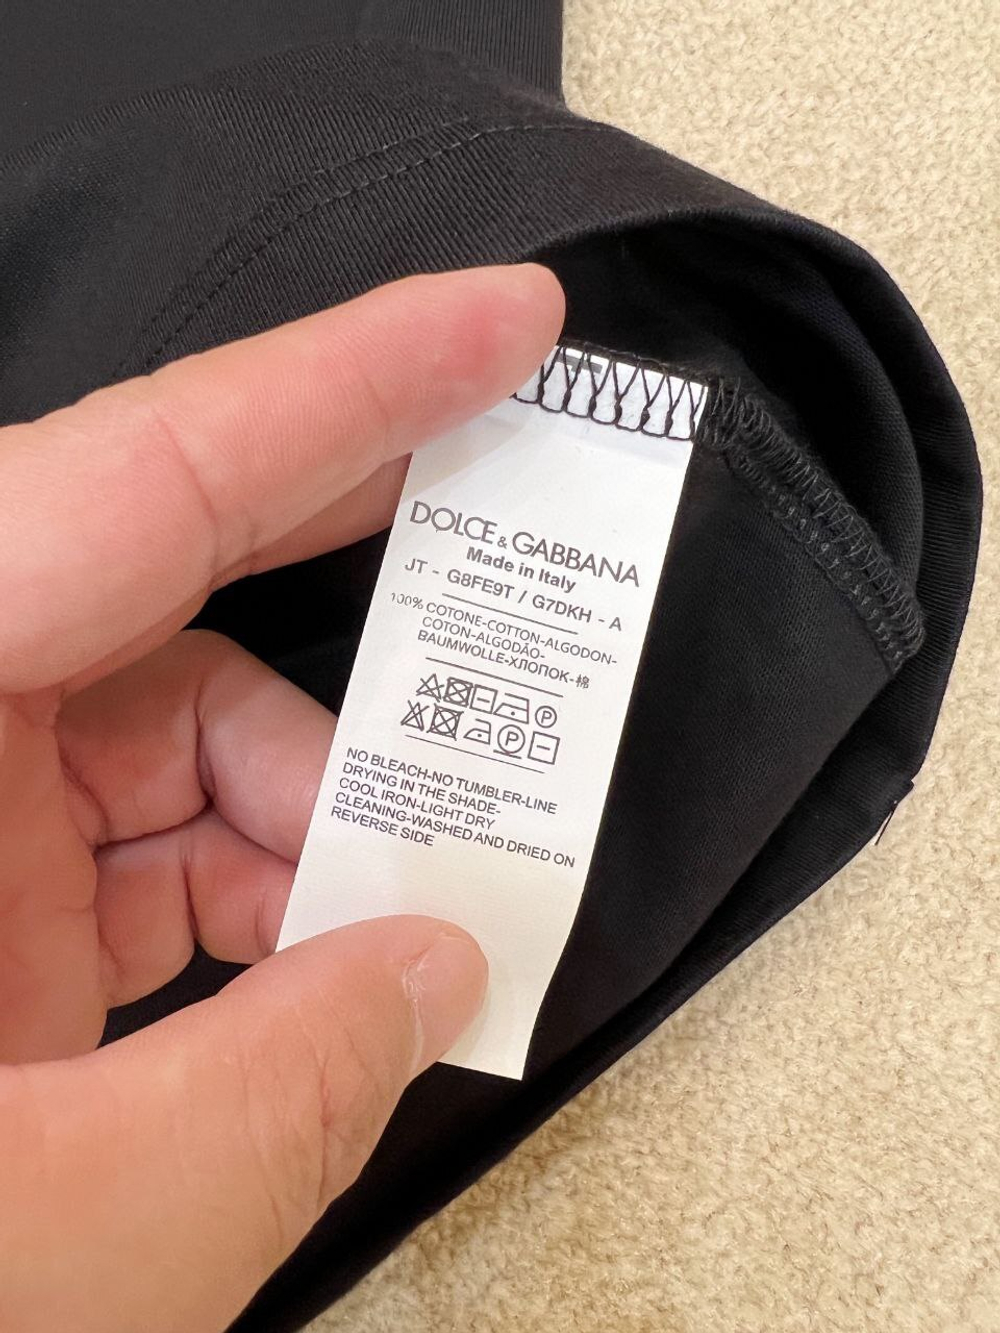 DOLCE & GABBANA
Made in Italy
JT - G8FE9T / G7DKH - A
100% COTONE-COTTON-ALGODON-
COTON-ALGODÃO-
BAUMWOLLE-ХЛОПОК-棉
P
P
NO BLEACH-NO TUMBLER-LINE
DRYING IN THE SHADE-
COOL IRON-LIGHT DRY
CLEANING-WASHED AND DRIED ON
REVERSE SIDE